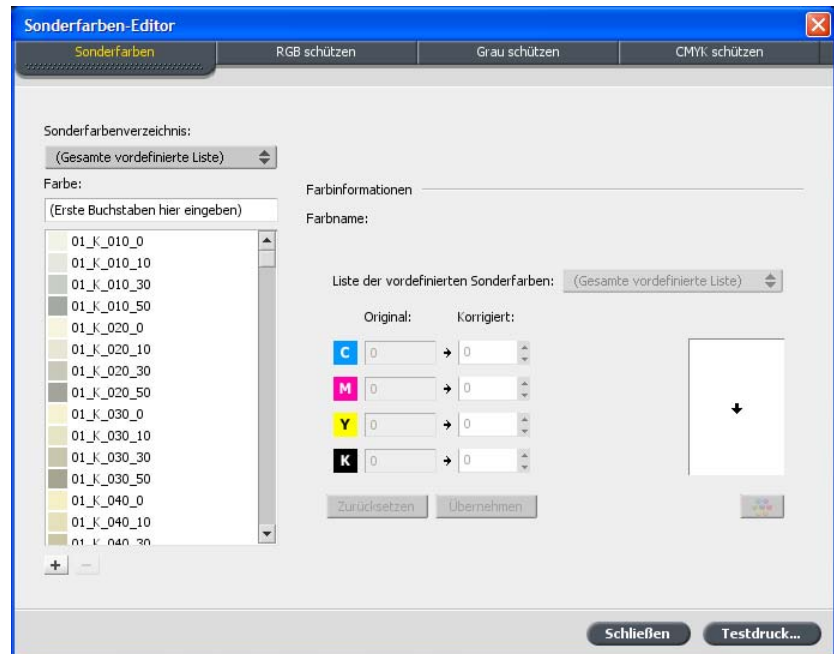 Sonderfarben-Editor
Sonderfarben
RGB schützen
Grau schützen
CMYK schützen
Sonderfarbenverzeichnis:
(Gesamte vordefinierte Liste)
Farbe:
(Erste Buchstaben hier eingeben)
01_K_010_0
01_K_010_10
01_K_010_30
01_K_010_50
01_K_020_0
01_K_020_10
01_K_020_30
01_K_020_50
01_K_030_0
01_K_030_10
01_K_030_30
01_K_030_50
01_K_040_0
01_K_040_10
01_K_040_30
+ −
Farbinformationen
Farbname:
Liste der vordefinierten Sonderfarben: (Gesamte vordefinierte Liste)
Original: Korrigiert:
C 0 0
M 0 0
Y 0 0
K 0 0
Zurücksetzen
Übernehmen
Schließen
Testdruck...